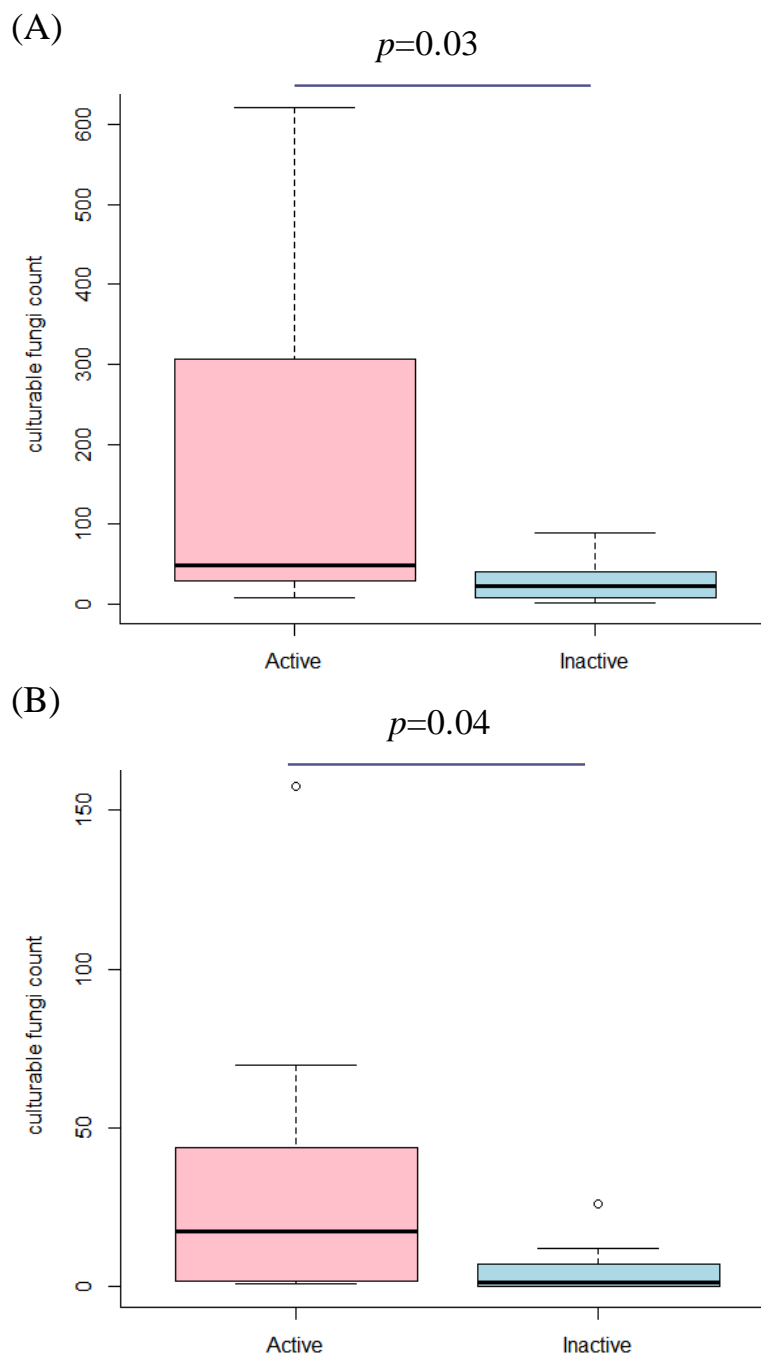 (A)
p=0.03
culturable fungi count
600
500
400
300
200
100
0
Active Inactive
(B)
p=0.04
culturable fungi count
150
100
50
0
Active Inactive